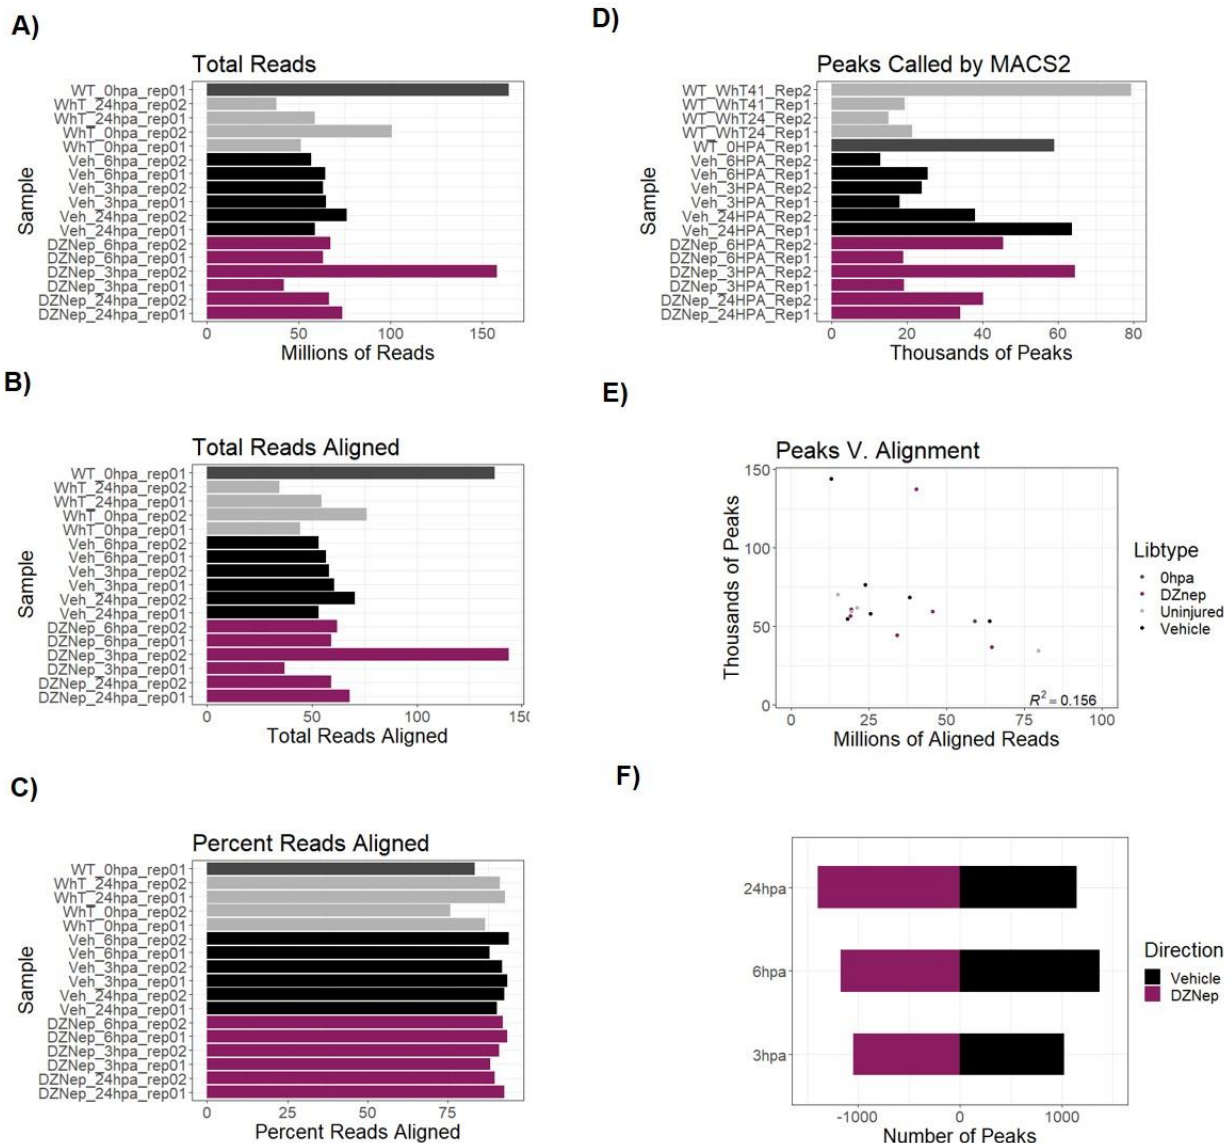 A)
Total Reads
Sample
WT_0hpa_rep01
WhT_24hpa_rep02
WhT_24hpa_rep01
WhT_0hpa_rep02
WhT_0hpa_rep01
Veh_6hpa_rep02
Veh_6hpa_rep01
Veh_3hpa_rep02
Veh_3hpa_rep01
Veh_24hpa_rep02
Veh_24hpa_rep01
DZNep_6hpa_rep02
DZNep_6hpa_rep01
DZNep_3hpa_rep02
DZNep_3hpa_rep01
DZNep_24hpa_rep02
DZNep_24hpa_rep01
0 50 100 150
Millions of Reads
B)
Total Reads Aligned
Sample
WT_0hpa_rep01
WhT_24hpa_rep02
WhT_24hpa_rep01
WhT_0hpa_rep02
WhT_0hpa_rep01
Veh_6hpa_rep02
Veh_6hpa_rep01
Veh_3hpa_rep02
Veh_3hpa_rep01
Veh_24hpa_rep02
Veh_24hpa_rep01
DZNep_6hpa_rep02
DZNep_6hpa_rep01
DZNep_3hpa_rep02
DZNep_3hpa_rep01
DZNep_24hpa_rep02
DZNep_24hpa_rep01
0 50 100 150
Total Reads Aligned
C)
Percent Reads Aligned
Sample
WT_0hpa_rep01
WhT_24hpa_rep02
WhT_24hpa_rep01
WhT_0hpa_rep02
WhT_0hpa_rep01
Veh_6hpa_rep02
Veh_6hpa_rep01
Veh_3hpa_rep02
Veh_3hpa_rep01
Veh_24hpa_rep02
Veh_24hpa_rep01
DZNep_6hpa_rep02
DZNep_6hpa_rep01
DZNep_3hpa_rep02
DZNep_3hpa_rep01
DZNep_24hpa_rep02
DZNep_24hpa_rep01
0 25 50 75
Percent Reads Aligned
D)
Peaks Called by MACS2
Sample
WT_WhT41_Rep2
WT_WhT41_Rep1
WT_WhT24_Rep2
WT_WhT24_Rep1
WT_0HPA_Rep1
Veh_6HPA_Rep2
Veh_6HPA_Rep1
Veh_3HPA_Rep2
Veh_3HPA_Rep1
Veh_24HPA_Rep2
Veh_24HPA_Rep1
DZNep_6HPA_Rep2
DZNep_6HPA_Rep1
DZNep_3HPA_Rep2
DZNep_3HPA_Rep1
DZNep_24HPA_Rep2
DZNep_24HPA_Rep1
0 20 40 60 80
Thousands of Peaks
E)
Peaks V. Alignment
Thousands of Peaks
150
100
50
0
R² = 0.156
0 25 50 75 100
Millions of Aligned Reads
Libtype
0hpa
DZnep
Uninjured
Vehicle
F)
24hpa
6hpa
3hpa
-1000 0 1000
Number of Peaks
Direction
Vehicle
DZNep